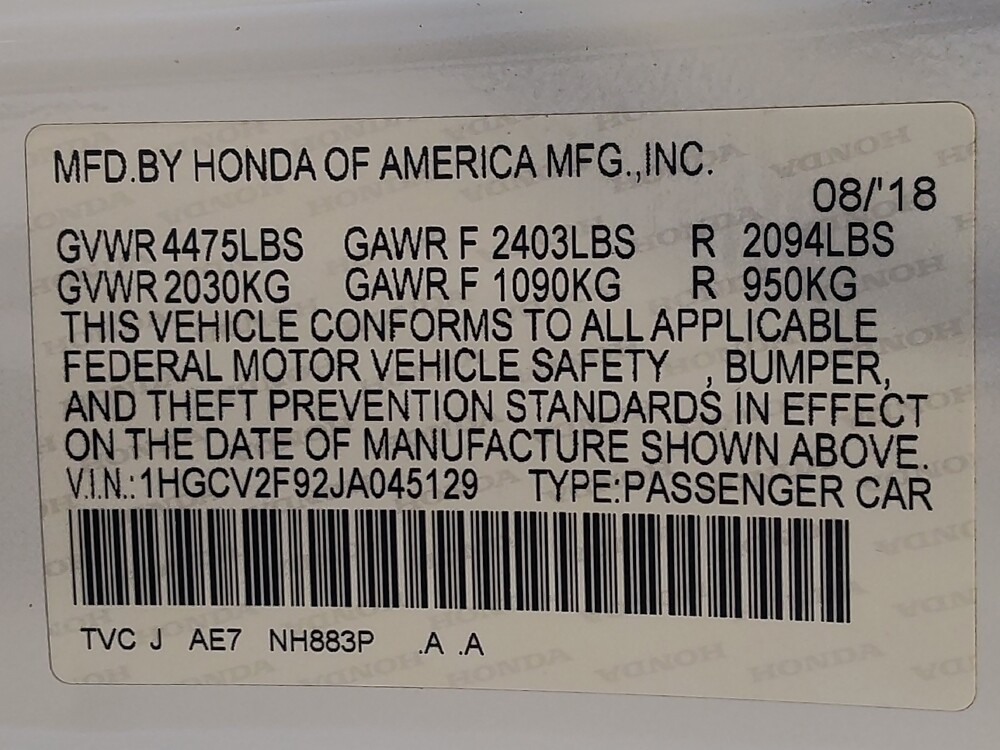 MFD.BY HONDA OF AMERICA MFG.,INC.
08/'18
GVWR 4475LBS GAWR F 2403LBS R 2094LBS
GVWR 2030KG GAWR F 1090KG R 950KG
THIS VEHICLE CONFORMS TO ALL APPLICABLE
FEDERAL MOTOR VEHICLE SAFETY , BUMPER,
AND THEFT PREVENTION STANDARDS IN EFFECT
ON THE DATE OF MANUFACTURE SHOWN ABOVE.
V.I.N.:1HGCV2F92JA045129 TYPE:PASSENGER CAR
TVC J AE7 NH883P .A .A